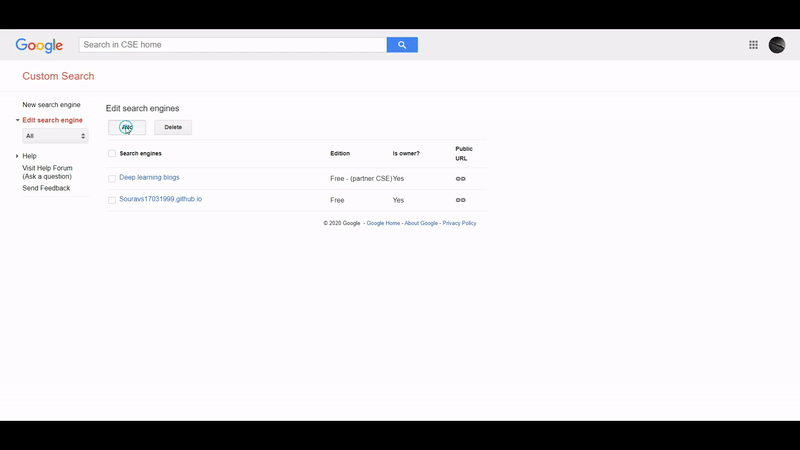 Google
Search in CSE home
Custom Search
New search engine
Edit search engine
All
Help
Visit Help Forum
(Ask a question)
Send Feedback
Edit search engines
Delete
Search engines Edition Is owner? Public
URL
Deep learning blogs Free - (partner CSE) Yes
Souravs17031999.github.io Free Yes
© 2020 Google - Google Home - About Google - Privacy Policy